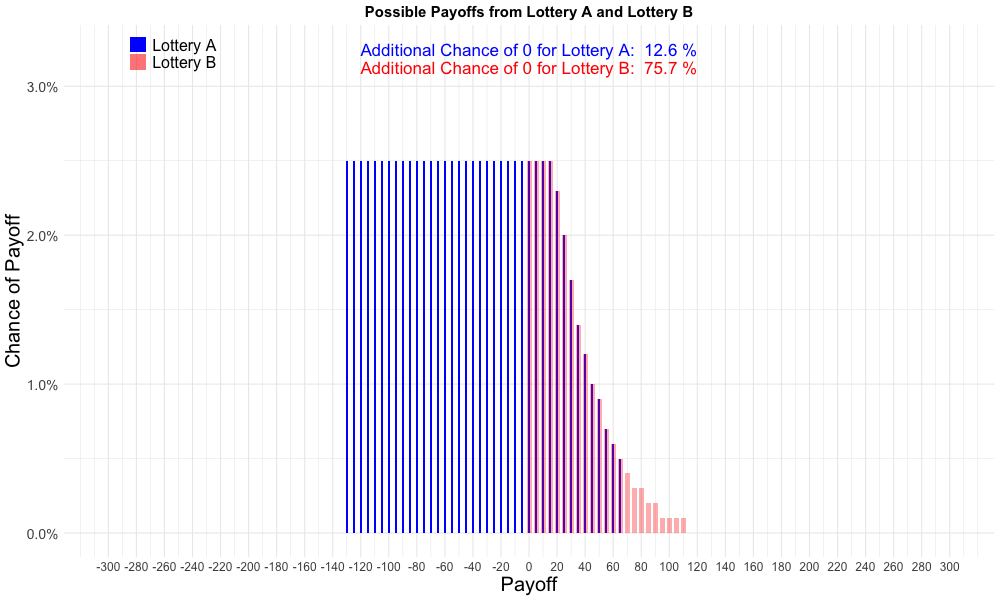 Possible Payoffs from Lottery A and Lottery B
Lottery A
Lottery B
Additional Chance of 0 for Lottery A: 12.6 %
Additional Chance of 0 for Lottery B: 75.7 %
3.0%
2.0%
1.0%
0.0%
Chance of Payoff
-300 -280 -260 -240 -220 -200 -180 -160 -140 -120 -100 -80 -60 -40 -20 0 20 40 60 80 100 120 140 160 180 200 220 240 260 280 300
Payoff